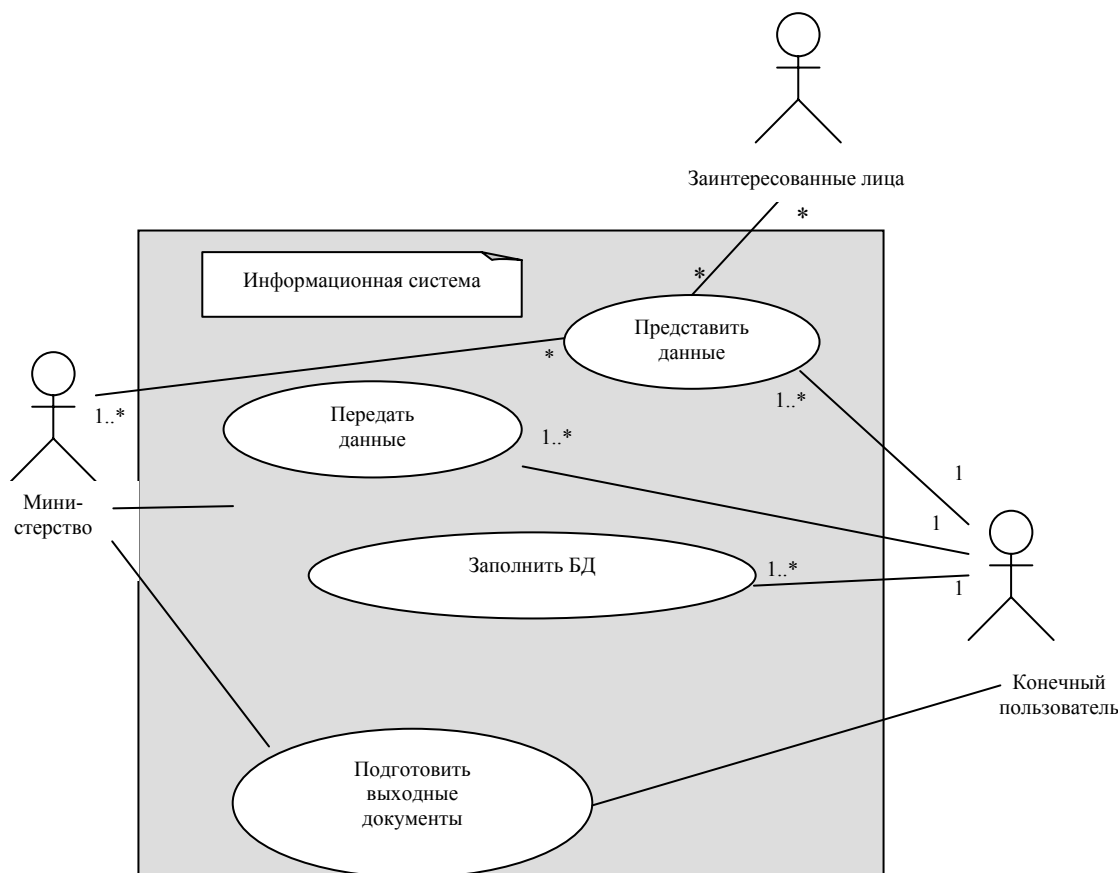 Заинтересованные лица
*
Информационная система
*
Представить
данные
*
1..*
1..*
Передать
данные
1..*
1
Мини-
стерство
1
Заполнить БД
1..*
1
Конечный
пользователь
Подготовить
выходные
документы